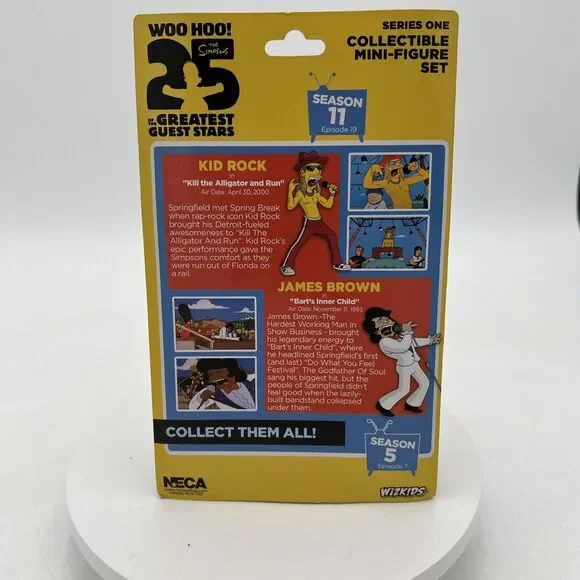 WOO HOO!
The Simpsons
25
OF THE GREATEST
GUEST STARS
SERIES ONE
COLLECTIBLE
MINI-FIGURE
SET
SEASON
11
Episode 19
KID ROCK
in
"Kill the Alligator and Run"
Air Date: April 30, 2000
Springfield met Spring Break
when rap-rock icon Kid Rock
brought his Detroit-fueled
awesomeness to "Kill The
Alligator And Run". Kid Rock's
epic performance gave the
Simpsons comfort as they
were run out of Florida on
a rail.
JAMES BROWN
in
"Bart's Inner Child"
Air Date: November 11, 1993
James Brown -The
Hardest Working Man In
Show Business - brought
his legendary energy to
"Bart's Inner Child", where
he headlined Springfield's first
(and last) "Do What You Feel
Festival". The Godfather Of Soul
sang his biggest hit, but the
people of Springfield didn't
feel good when the lazily-
built bandstand collapsed
under them.
COLLECT THEM ALL!
SEASON
5
Episode 7
NECA
WIZKIDS